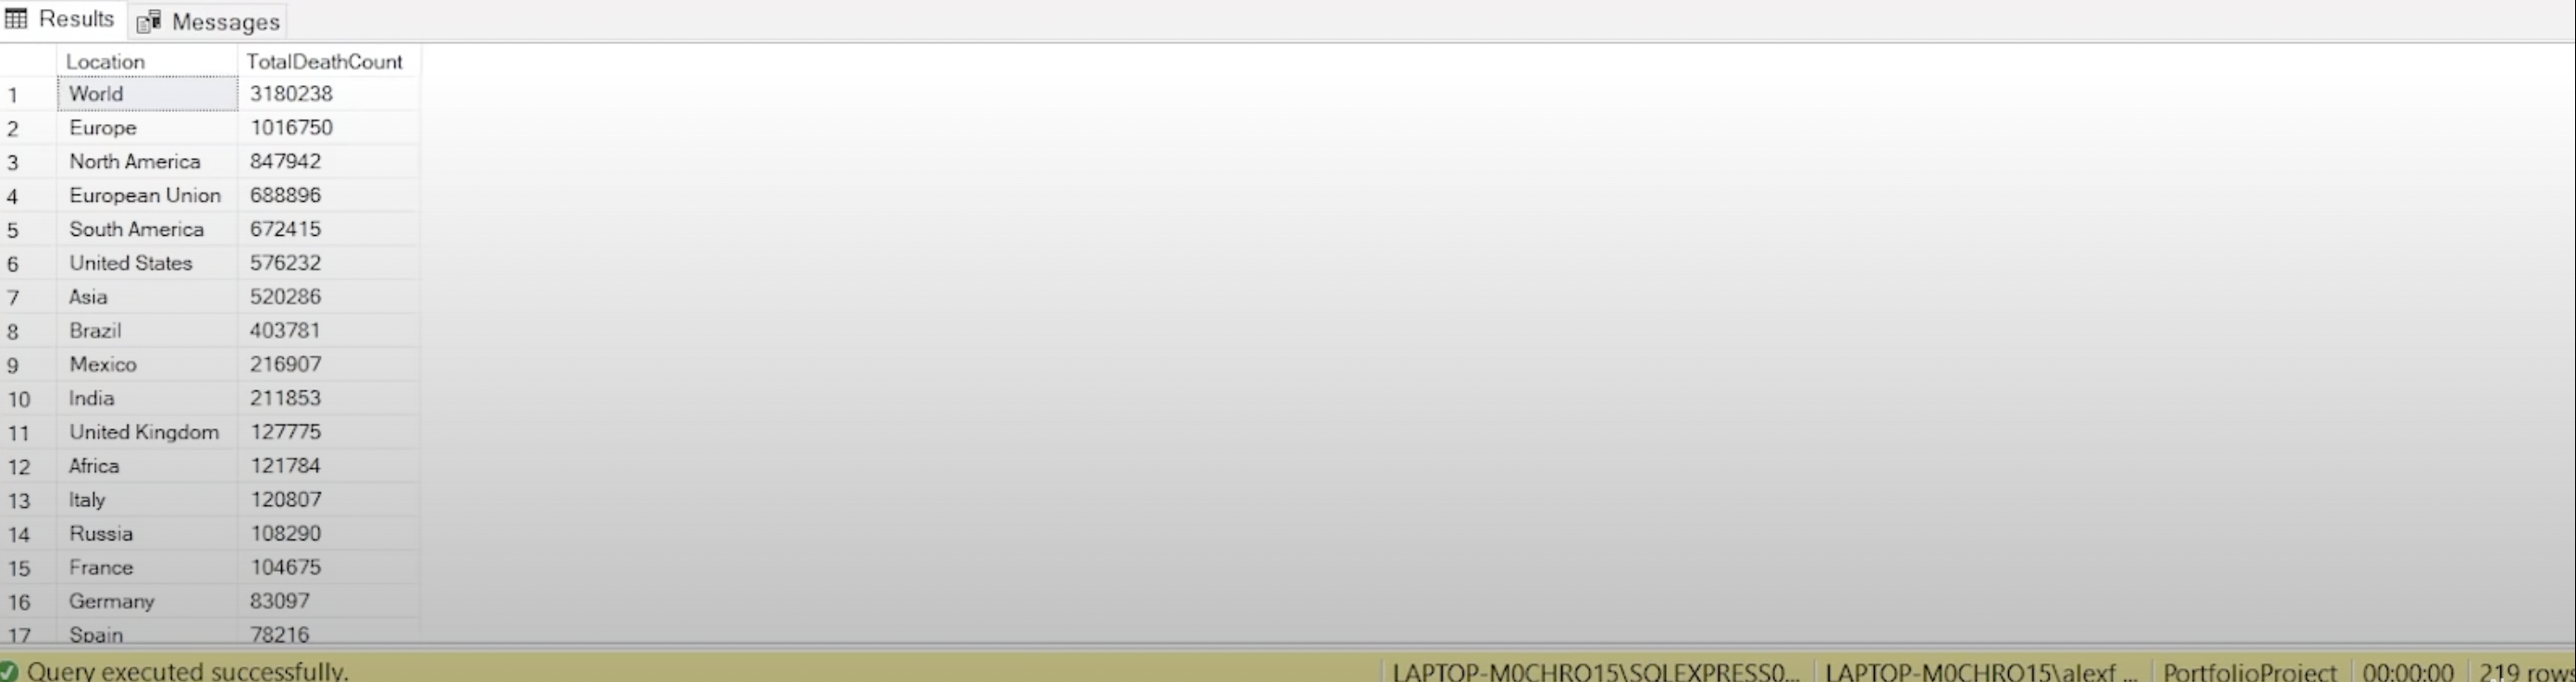 Results Messages
Location TotalDeathCount
1 World 3180238
2 Europe 1016750
3 North America 847942
4 European Union 688896
5 South America 672415
6 United States 576232
7 Asia 520286
8 Brazil 403781
9 Mexico 216907
10 India 211853
11 United Kingdom 127775
12 Africa 121784
13 Italy 120807
14 Russia 108290
15 France 104675
16 Germany 83097
17 Spain 78216
Query executed successfully. LAPTOP-M0CHRO15\SQLEXPRESS0... LAPTOP-M0CHRO15\alexf ... PortfolioProject 00:00:00 219 rows